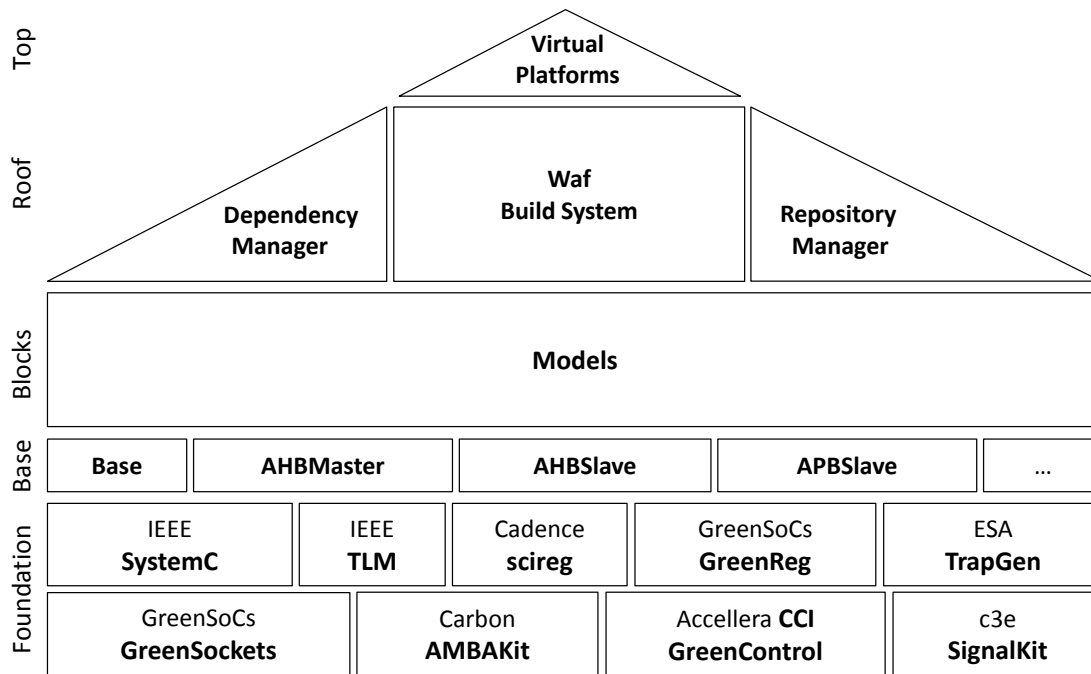 Top
Virtual
Platforms
Roof
Dependency
Manager
Waf
Build System
Repository
Manager
Blocks
Models
Base
Base
AHBMaster
AHBSlave
APBSlave
...
Foundation
IEEE
SystemC
IEEE
TLM
Cadence
scireg
GreenSoCs
GreenReg
ESA
TrapGen
GreenSoCs
GreenSockets
Carbon
AMBAKit
Accellera CCI
GreenControl
c3e
SignalKit